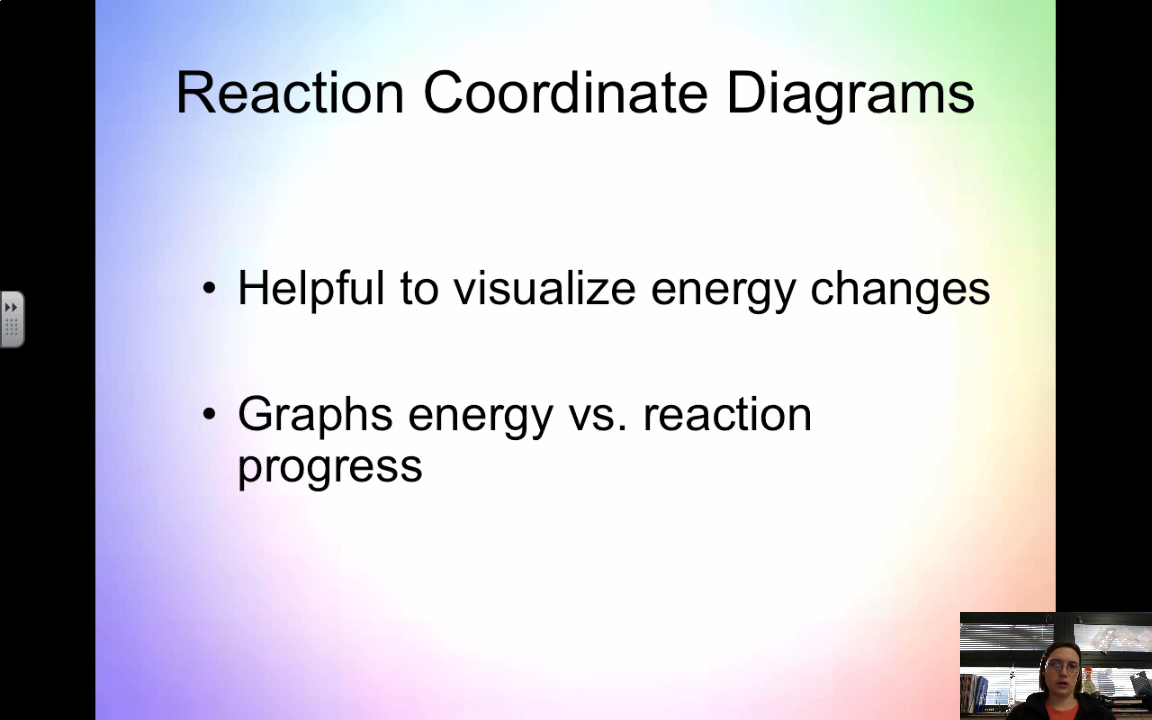 Reaction Coordinate Diagrams
• Helpful to visualize energy changes
• Graphs energy vs. reaction
progress